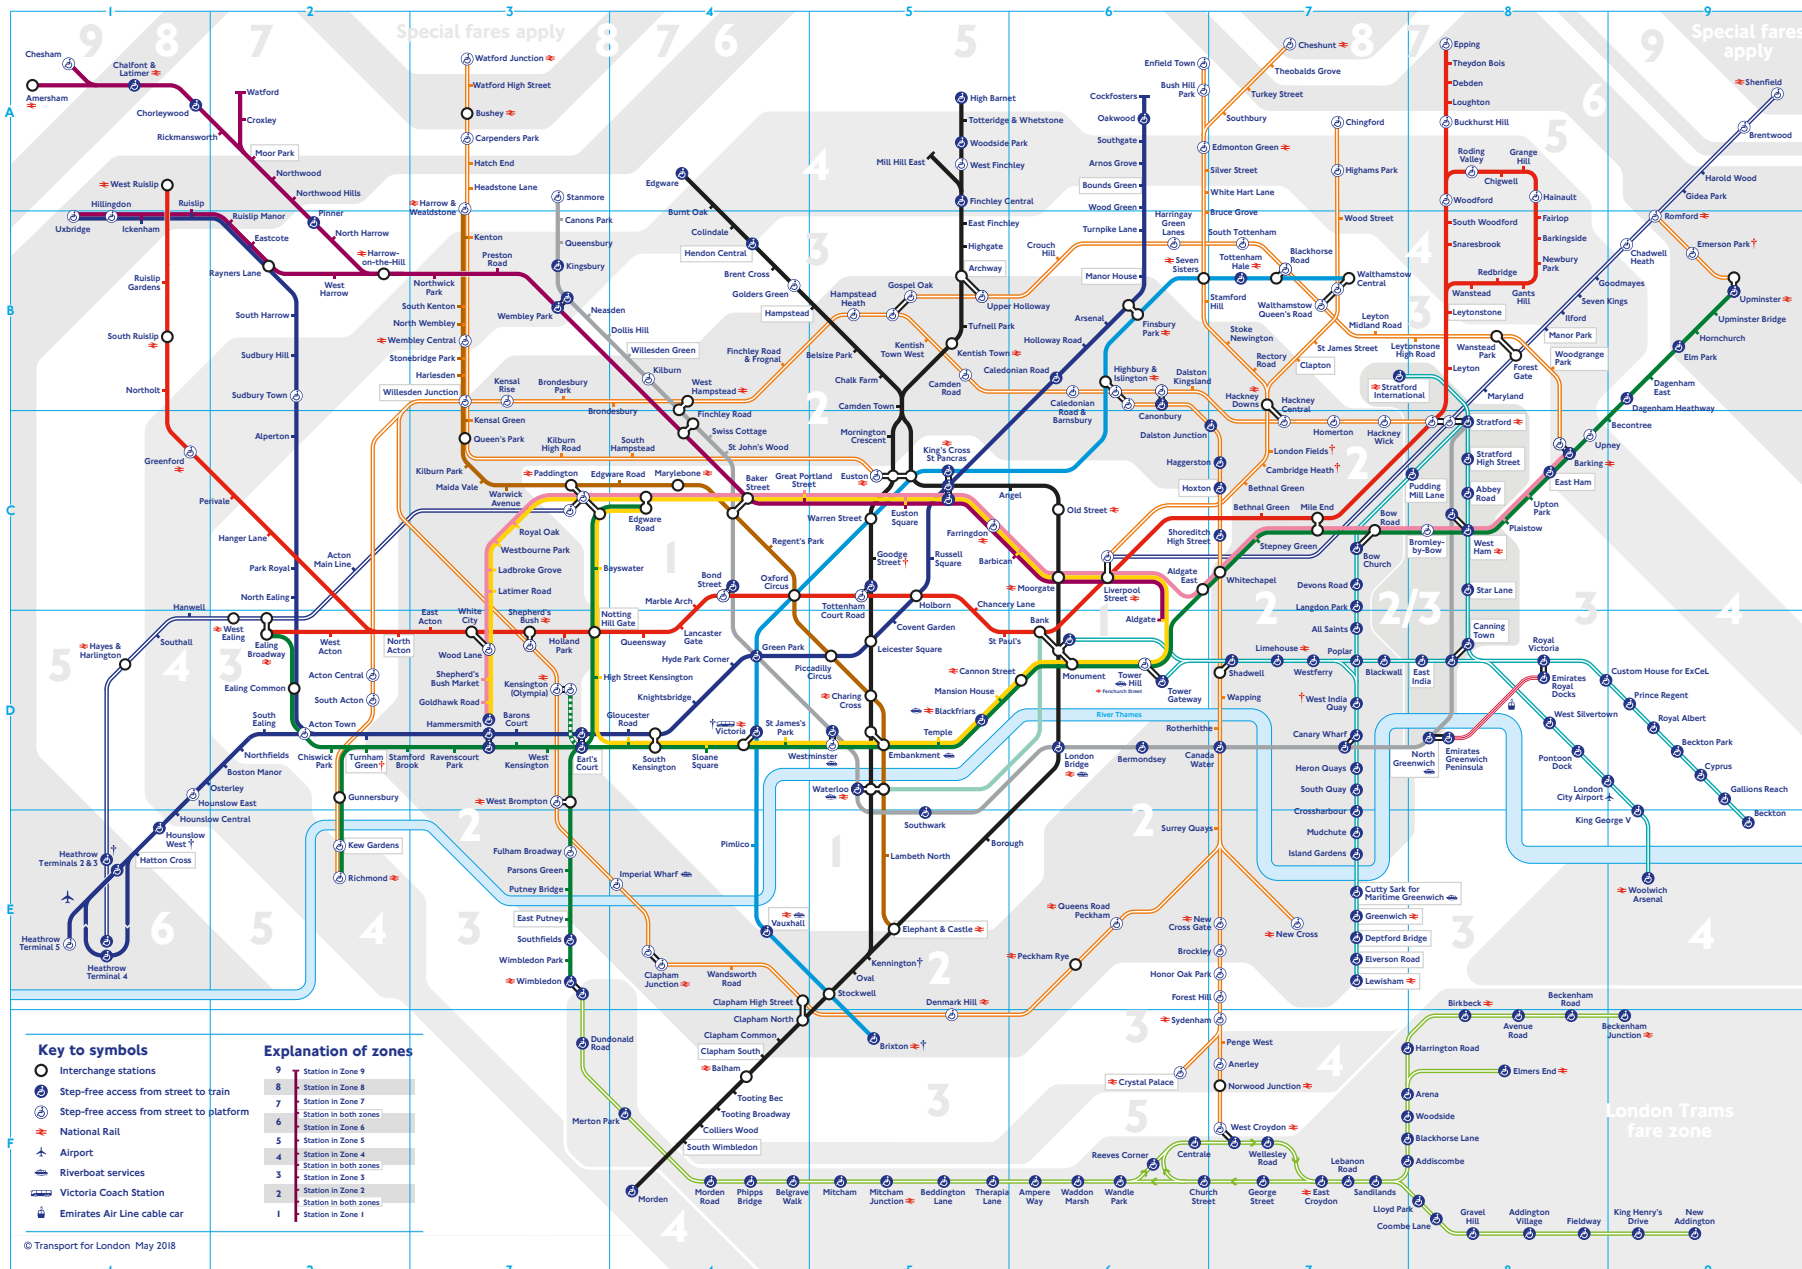 1
2
3
4
5
6
7
8
9
A
B
C
D
E
F
Special fares apply
Special fares
apply
9
8
7
8
7
6
5
8
7
9
6
5
4
Chesham
Chalfont &
Latimer
Amersham
Chorleywood
Rickmansworth
Watford
Croxley
Moor Park
Northwood
Northwood Hills
Pinner
North Harrow
Harrow-
on-the-Hill
West Ruislip
Hillingdon
Uxbridge
Ickenham
Ruislip
Ruislip Manor
Eastcote
Rayners Lane
West
Harrow
Ruislip
Gardens
South Ruislip
Northolt
Greenford
Perivale
Hanger Lane
South Harrow
Sudbury Hill
Sudbury Town
Alperton
Park Royal
North Ealing
Watford Junction
Watford High Street
Bushey
Carpenders Park
Hatch End
Headstone Lane
Harrow &
Wealdstone
Kenton
Preston
Road
Northwick
Park
South Kenton
North Wembley
Wembley Central
Stonebridge Park
Harlesden
Willesden Junction
Kensal Green
Queen's Park
Kilburn Park
Maida Vale
Warwick
Avenue
Stanmore
Canons Park
Queensbury
Kingsbury
Wembley Park
Neasden
Dollis Hill
Willesden Green
Kilburn
West
Hampstead
Finchley Road
Swiss Cottage
St John's Wood
Kensal
Rise
Brondesbury
Park
Brondesbury
Kilburn
High Road
South
Hampstead
Finchley Road
& Frognal
Edgware
Burnt Oak
Colindale
Hendon Central
Brent Cross
Golders Green
Hampstead
Belsize Park
Chalk Farm
Camden Town
Mornington
Crescent
Hampstead
Heath
Gospel Oak
Kentish
Town West
Kentish Town
Camden
Road
Caledonian Road
Mill Hill East
High Barnet
Totteridge & Whetstone
Woodside Park
West Finchley
Finchley Central
East Finchley
Highgate
Archway
Upper Holloway
Tufnell Park
Crouch
Hill
Cockfosters
Oakwood
Southgate
Arnos Grove
Bounds Green
Wood Green
Turnpike Lane
Manor House
Arsenal
Finsbury
Park
Holloway Road
Highbury &
Islington
Caledonian
Road &
Barnsbury
Canonbury
Dalston
Kingsland
Dalston Junction
Haggerston
Hoxton
Enfield Town
Bush Hill
Park
Cheshunt
Theobalds Grove
Turkey Street
Southbury
Edmonton Green
Silver Street
White Hart Lane
Bruce Grove
Harringay
Green
Lanes
South Tottenham
Seven
Sisters
Tottenham
Hale
Blackhorse
Road
Walthamstow
Central
Walthamstow
Queen's Road
Stamford
Hill
Stoke
Newington
Rectory
Road
Clapton
St James Street
Hackney
Downs
Hackney
Central
Homerton
Hackney
Wick
London Fields†
Cambridge Heath†
Bethnal Green
Chingford
Highams Park
Wood Street
Leyton
Midland Road
Leytonstone
High Road
Epping
Theydon Bois
Debden
Loughton
Buckhurst Hill
Roding
Valley
Chigwell
Grange
Hill
Hainault
Fairlop
Barkingside
Newbury
Park
Gants
Hill
Redbridge
Wanstead
Woodford
South Woodford
Snaresbrook
Leytonstone
Leyton
Wanstead
Park
Woodgrange
Park
Manor Park
Forest
Gate
Maryland
Stratford
International
Stratford
Shenfield
Brentwood
Harold Wood
Gidea Park
Romford
Emerson Park†
Chadwell
Heath
Goodmayes
Seven Kings
Ilford
Upminster
Upminster Bridge
Hornchurch
Elm Park
Dagenham
East
Dagenham Heathway
Becontree
Upney
Barking
East Ham
Upton
Park
Plaistow
West
Ham
Stratford
High Street
Abbey
Road
Star Lane
Canning
Town
Pudding
Mill Lane
Bow
Road
Bow
Church
Bromley-
by-Bow
Mile End
Bethnal Green
Stepney Green
Devons Road
Langdon Park
All Saints
Poplar
Paddington
Edgware Road
Marylebone
Baker
Street
Great Portland
Street
Euston
King's Cross
St Pancras
Euston
Square
Warren Street
Angel
Old Street
Shoreditch
High Street
Farringdon
Barbican
Moorgate
Liverpool
Street
Aldgate
East
Aldgate
Whitechapel
Edgware
Road
Royal Oak
Westbourne Park
Ladbroke Grove
Latimer Road
Bayswater
Regent's Park
Goodge
Street†
Russell
Square
Bond
Street
Oxford
Circus
Marble Arch
Tottenham
Court Road
Holborn
Chancery Lane
St Paul's
Bank
Acton
Main Line
Hanwell
Southall
Hayes &
Harlington
West
Ealing
Ealing
Broadway
West
Acton
North
Acton
East
Acton
White
City
Wood Lane
Shepherd's
Bush
Holland
Park
Notting
Hill Gate
Queensway
Lancaster
Gate
Hyde Park Corner
Green Park
Piccadilly
Circus
Covent Garden
Leicester Square
Knightsbridge
Charing
Cross
Cannon Street
Mansion House
Monument
Blackfriars
Temple
Embankment
Tower
Hill
Fenchurch Street
Tower
Gateway
Shadwell
Limehouse
Westferry
Blackwall
East
India
Royal
Victoria
Custom House for ExCeL
Prince Regent
Royal Albert
Beckton Park
Cyprus
Gallions Reach
Beckton
Emirates
Royal
Docks
West Silvertown
Pontoon
Dock
London
City Airport
King George V
Woolwich
Arsenal
Emirates
Greenwich
Peninsula
North
Greenwich
West India
Quay
Canary Wharf
Heron Quays
South Quay
Crossharbour
Mudchute
Island Gardens
Cutty Sark for
Maritime Greenwich
Greenwich
Deptford Bridge
Elverson Road
Lewisham
Wapping
Rotherhithe
Canada
Water
Bermondsey
London
Bridge
Surrey Quays
River Thames
Shepherd's
Bush Market
Goldhawk Road
Hammersmith
Kensington
(Olympia)
Barons
Court
High Street Kensington
Gloucester
Road
South
Kensington
Sloane
Square
Victoria
St James's
Park
Westminster
Waterloo
Southwark
Earl's
Court
West
Kensington
Ealing Common
Acton Central
South Acton
Acton Town
South
Ealing
Northfields
Boston Manor
Osterley
Hounslow East
Hounslow Central
Hounslow
West†
Hatton Cross
Heathrow
Terminals 2 & 3
Heathrow
Terminal 5
Heathrow
Terminal 4
Chiswick
Park
Turnham
Green†
Stamford
Brook
Ravenscourt
Park
Gunnersbury
Kew Gardens
Richmond
West Brompton
Fulham Broadway
Parsons Green
Putney Bridge
East Putney
Southfields
Wimbledon Park
Wimbledon
Imperial Wharf
Clapham
Junction
Wandsworth
Road
Clapham High Street
Clapham North
Clapham Common
Clapham South
Balham
Tooting Bec
Tooting Broadway
Colliers Wood
South Wimbledon
Morden
Pimlico
Vauxhall
Stockwell
Brixton
Oval
Kennington†
Lambeth North
Borough
Elephant & Castle
Denmark Hill
Peckham Rye
Queens Road
Peckham
New
Cross Gate
New Cross
Brockley
Honor Oak Park
Forest Hill
Sydenham
Penge West
Anerley
Crystal Palace
Norwood Junction
West Croydon
Dundonald
Road
Merton Park
Morden
Road
Phipps
Bridge
Belgrave
Walk
Mitcham
Mitcham
Junction
Beddington
Lane
Therapia
Lane
Ampere
Way
Waddon
Marsh
Wandle
Park
Reeves Corner
Centrale
Church
Street
Wellesley
Road
George
Street
East
Croydon
Lebanon
Road
Sandilands
Lloyd Park
Coombe Lane
Gravel
Hill
Addington
Village
Fieldway
King Henry's
Drive
New
Addington
Addiscombe
Blackhorse Lane
Woodside
Arena
Elmers End
Harrington Road
Birkbeck
Avenue
Road
Beckenham
Road
Beckenham
Junction
London Trams
fare zone
2/3
Key to symbols
Interchange stations
Step-free access from street to train
Step-free access from street to platform
National Rail
Airport
Riverboat services
Victoria Coach Station
Emirates Air Line cable car
Explanation of zones
9 Station in Zone 9
8 Station in Zone 8
7 Station in Zone 7
Station in both zones
6 Station in Zone 6
5 Station in Zone 5
4 Station in Zone 4
Station in both zones
3 Station in Zone 3
2 Station in Zone 2
Station in both zones
1 Station in Zone 1
© Transport for London May 2018